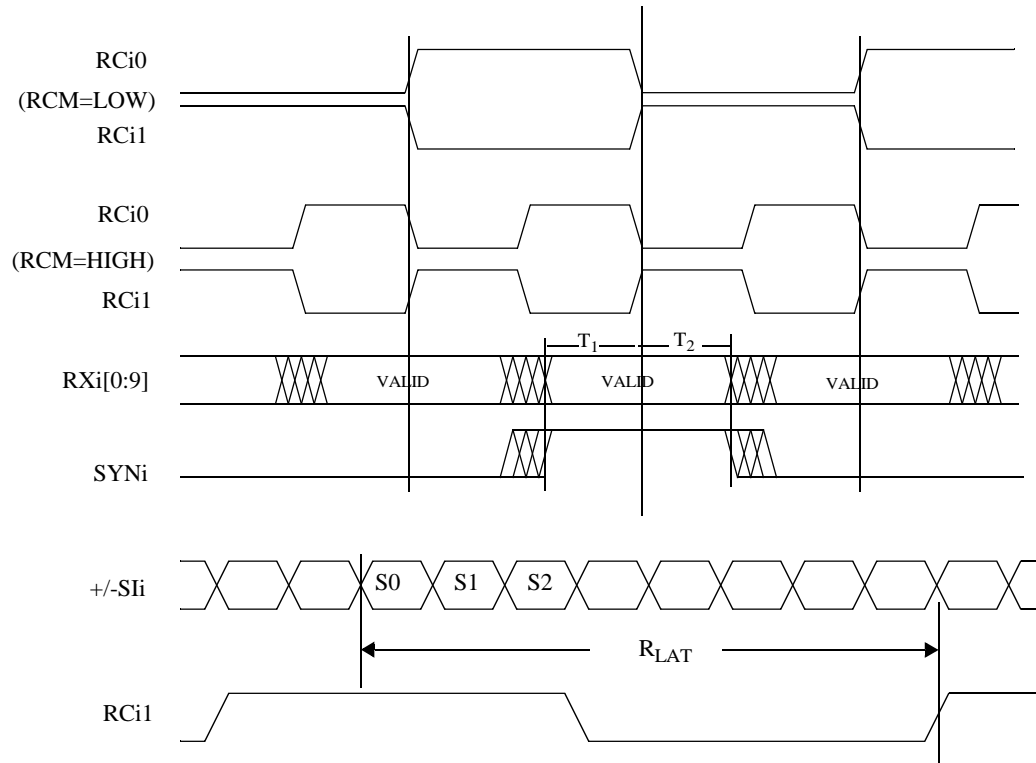 RCi0
(RCM=LOW)
RCi1
RCi0
(RCM=HIGH)
RCi1
T1 T2
RXi[0:9] VALID VALID VALID
SYNi
+/-SIi S0 S1 S2
RLAT
RCi1